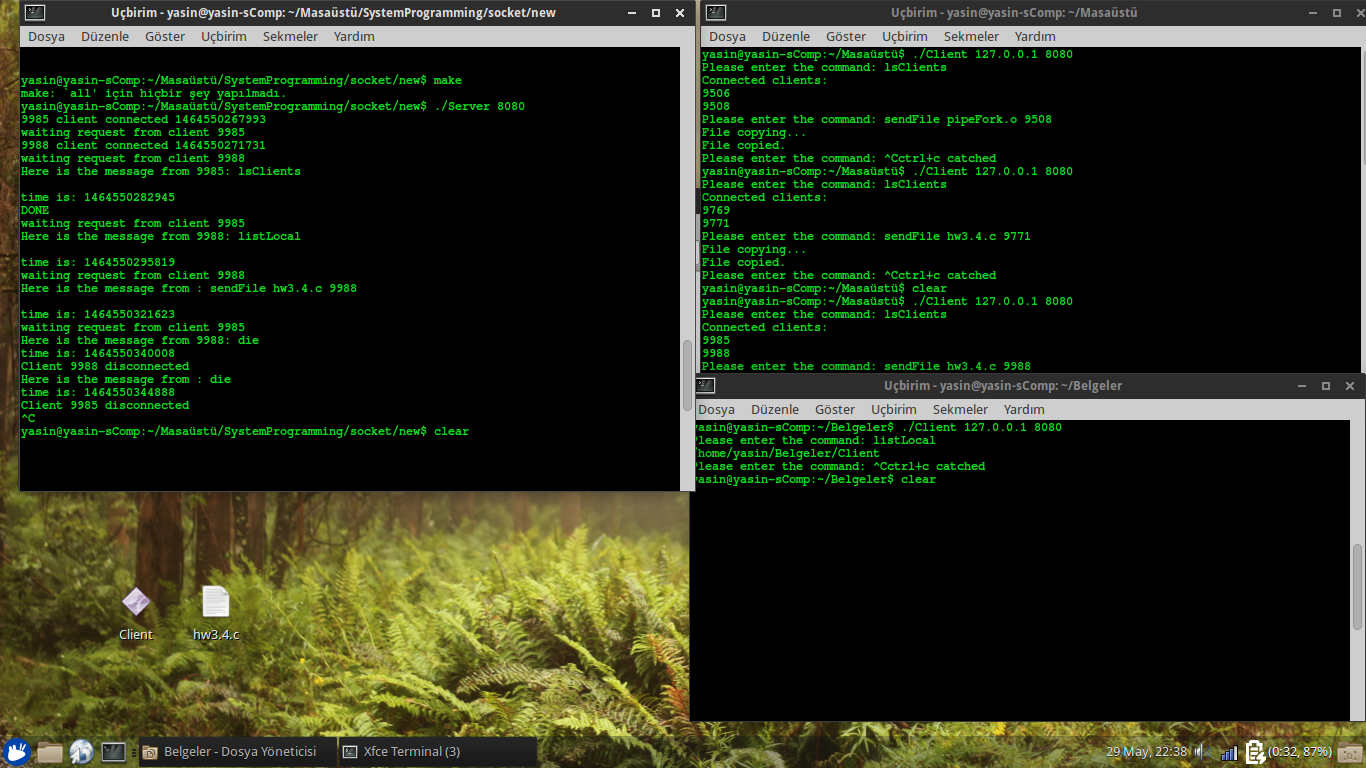 Uçbirim - yasin@yasin-sComp: ~/Masaüstü/SystemProgramming/socket/new
Dosya Düzenle Göster Uçbirim Sekmeler Yardım
yasin@yasin-sComp:~/Masaüstü/SystemProgramming/socket/new$ make
make: `all' için hiçbir şey yapılmadı.
yasin@yasin-sComp:~/Masaüstü/SystemProgramming/socket/new$ ./Server 8080
9985 client connected 1464550267993
waiting request from client 9985
9988 client connected 1464550271731
waiting request from client 9988
Here is the message from 9985: lsClients
time is: 1464550282945
DONE
waiting request from client 9985
Here is the message from 9988: listLocal
time is: 1464550295819
waiting request from client 9988
Here is the message from : sendFile hw3.4.c 9988
time is: 1464550321623
waiting request from client 9985
Here is the message from 9988: die
time is: 1464550340008
Client 9988 disconnected
Here is the message from : die
time is: 1464550344888
Client 9985 disconnected
^C
yasin@yasin-sComp:~/Masaüstü/SystemProgramming/socket/new$ clear
Uçbirim - yasin@yasin-sComp: ~/Masaüstü
Dosya Düzenle Göster Uçbirim Sekmeler Yardım
yasin@yasin-sComp:~/Masaüstü$ ./Client 127.0.0.1 8080
Please enter the command: lsClients
Connected clients:
9506
9508
Please enter the command: sendFile pipeFork.o 9508
File copying...
File copied.
Please enter the command: ^Cctrl+c catched
yasin@yasin-sComp:~/Masaüstü$ ./Client 127.0.0.1 8080
Please enter the command: lsClients
Connected clients:
9769
9771
Please enter the command: sendFile hw3.4.c 9771
File copying...
File copied.
Please enter the command: ^Cctrl+c catched
yasin@yasin-sComp:~/Masaüstü$ clear
yasin@yasin-sComp:~/Masaüstü$ ./Client 127.0.0.1 8080
Please enter the command: lsClients
Connected clients:
9985
9988
Please enter the command: sendFile hw3.4.c 9988
Uçbirim - yasin@yasin-sComp: ~/Belgeler
Dosya Düzenle Göster Uçbirim Sekmeler Yardım
yasin@yasin-sComp:~/Belgeler$ ./Client 127.0.0.1 8080
Please enter the command: listLocal
/home/yasin/Belgeler/Client
Please enter the command: ^Cctrl+c catched
yasin@yasin-sComp:~/Belgeler$ clear
Client
hw3.4.c
Belgeler - Dosya Yöneticisi
Xfce Terminal (3)
29 May, 22:38
(0:32, 87%)